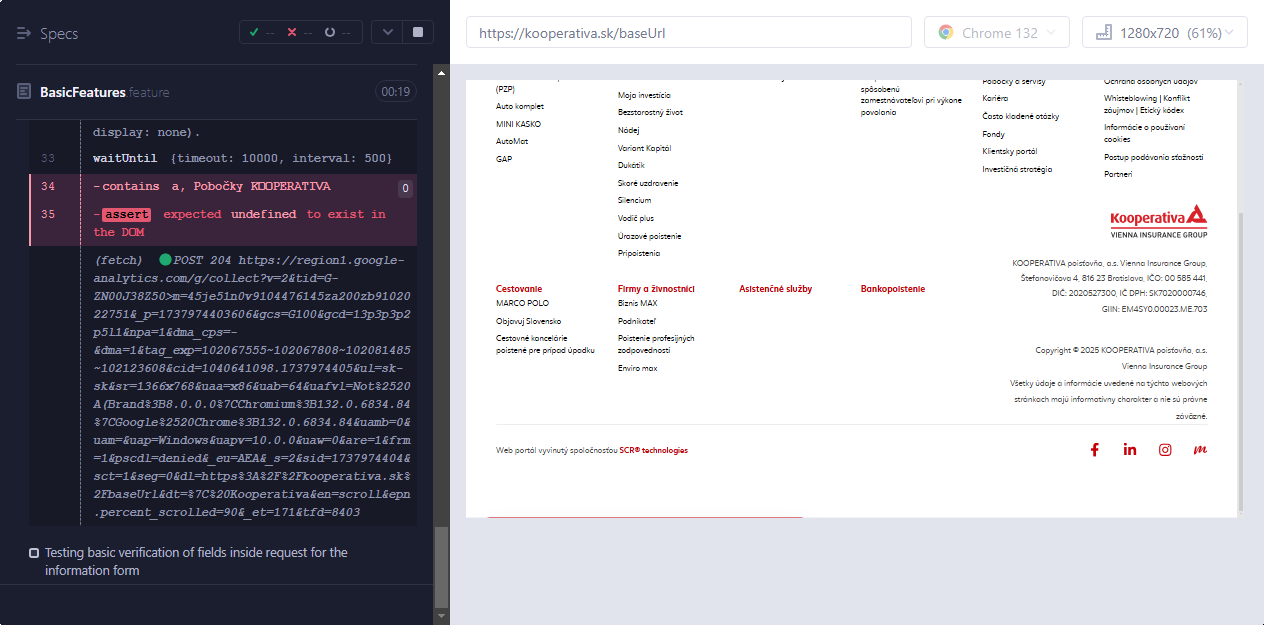 Specs
--
--
--
BasicFeatures.feature
00:19
display: none).
33
waitUntil {timeout: 10000, interval: 500}
34
-contains a, Pobočky KOOPERATIVA
0
35
-assert expected undefined to exist in
the DOM
(fetch) POST 204 https://region1.google-
analytics.com/g/collect?v=2&tid=G-
ZN00J38Z50>m=45je51n0v9104476145za200zb91020
22751&_p=1737974403606&gcs=G100&gcd=13p3p3p2
p5l1&npa=1&dma_cps=-
&dma=1&tag_exp=102067555~102067808~102081485
~102123608&cid=1040641098.1737974405&ul=sk-
sk&sr=1366x768&uaa=x86&uab=64&uafvl=Not%2520
A(Brand%3B8.0.0.0%7CChromium%3B132.0.6834.84
%7CGoogle%2520Chrome%3B132.0.6834.84&uamb=0&
uam=&uap=Windows&uapv=10.0.0&uaw=0&are=1&frm
=1&pscdl=denied&_eu=AEA&_s=2&sid=1737974404&
sct=1&seg=0&dl=https%3A%2F%2Fkooperativa.sk%
2FbaseUrl&dt=%7C%20Kooperativa&en=scroll&epn
.percent_scrolled=90&_et=171&tfd=8403
Testing basic verification of fields inside request for the
information form
https://kooperativa.sk/baseUrl
Chrome 132
1280x720 (61%)
(PZP)
Auto komplet
MINI KASKO
AutoMat
GAP
Moja investícia
Bezstarostný život
Nádej
Variant Kapitál
Dukátik
Skoré uzdravenie
Silencium
Vodič plus
Úrazové poistenie
Pripoistenia
spôsobenú
zamestnávateľovi pri výkone
povolania
Pobočky a servisy
Kariéra
Často kladené otázky
Fondy
Klientsky portál
Investičná stratégia
Ochrana osobných údajov
Whisteblowing | Konflikt
záujmov | Etický kódex
Informácie o používaní
cookies
Postup podávania sťažností
Partneri
Kooperativa
VIENNA INSURANCE GROUP
KOOPERATIVA poisťovňa, a.s. Vienna Insurance Group,
Štefanovičova 4, 816 23 Bratislava, IČO: 00 585 441,
DIČ: 2020527300, IČ DPH: SK7020000746,
GIIN: EM4SY0.00023.ME.703
Cestovanie
MARCO POLO
Objavuj Slovensko
Cestovné kancelárie
poistené pre prípad úpadku
Firmy a živnostníci
Biznis MAX
Podnikateľ
Poistenie profesijných
zodpovedností
Enviro max
Asistenčné služby
Bankopoistenie
Copyright © 2025 KOOPERATIVA poisťovňa, a.s.
Vienna Insurance Group
Všetky údaje a informácie uvedené na týchto webových
stránkach majú informatívny charakter a nie sú právne
záväzné.
Web portál vyvinutý spoločnosťou SCR® technologies